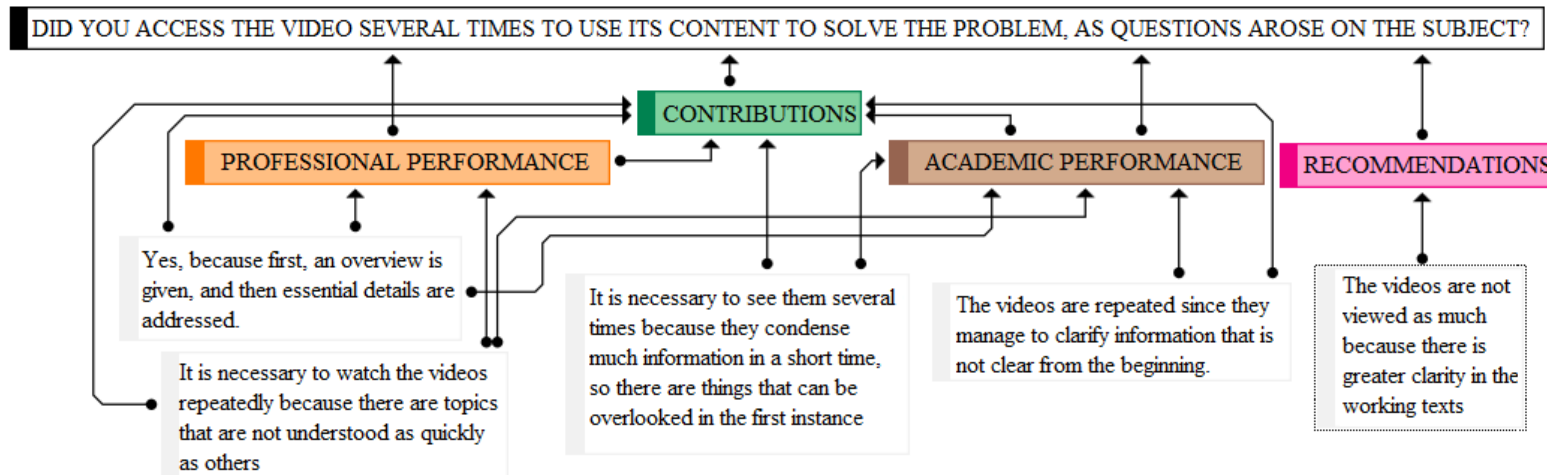 DID YOU ACCESS THE VIDEO SEVERAL TIMES TO USE ITS CONTENT TO SOLVE THE PROBLEM, AS QUESTIONS AROSE ON THE SUBJECT?
CONTRIBUTIONS
PROFESSIONAL PERFORMANCE
ACADEMIC PERFORMANCE
RECOMMENDATIONS
Yes, because first, an overview is
given, and then essential details are
addressed.
It is necessary to watch the videos
repeatedly because there are topics
that are not understood as quickly
as others
It is necessary to see them several
times because they condense
much information in a short time,
so there are things that can be
overlooked in the first instance
The videos are repeated since they
manage to clarify information that is
not clear from the beginning.
The videos are not
viewed as much
because there is
greater clarity in the
working texts